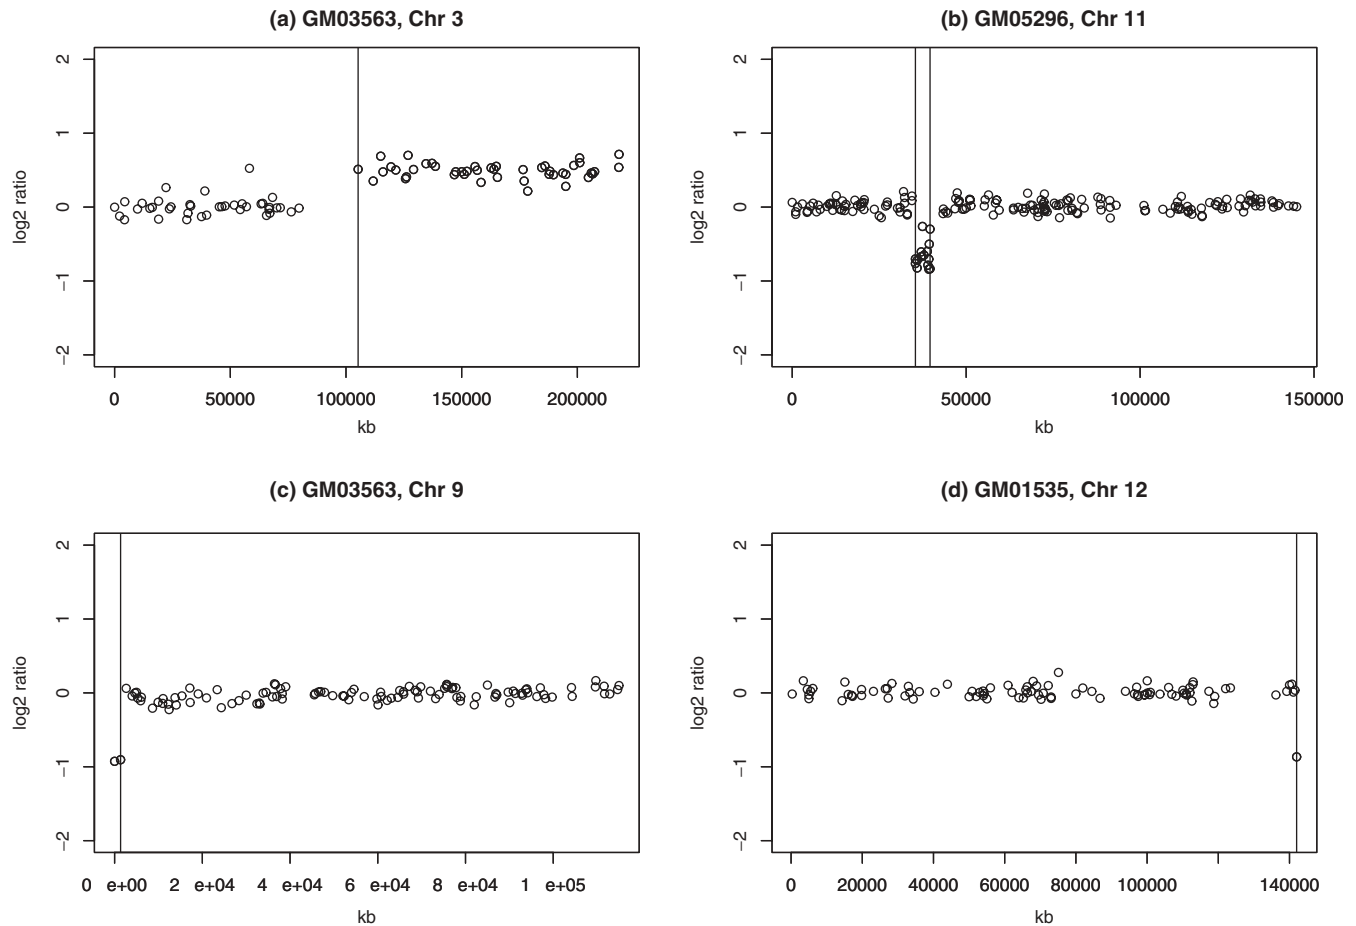 (a) GM03563, Chr 3
(b) GM05296, Chr 11
2
1
0
−1
−2
log2 ratio
0 50000 100000 150000 200000
kb
2
1
0
−1
−2
log2 ratio
0 50000 100000 150000
kb
(c) GM03563, Chr 9
(d) GM01535, Chr 12
2
1
0
−1
−2
log2 ratio
0 e+00 2 e+04 4 e+04 6 e+04 8 e+04 1 e+05
kb
2
1
0
−1
−2
log2 ratio
0 20000 40000 60000 80000 100000 140000
kb